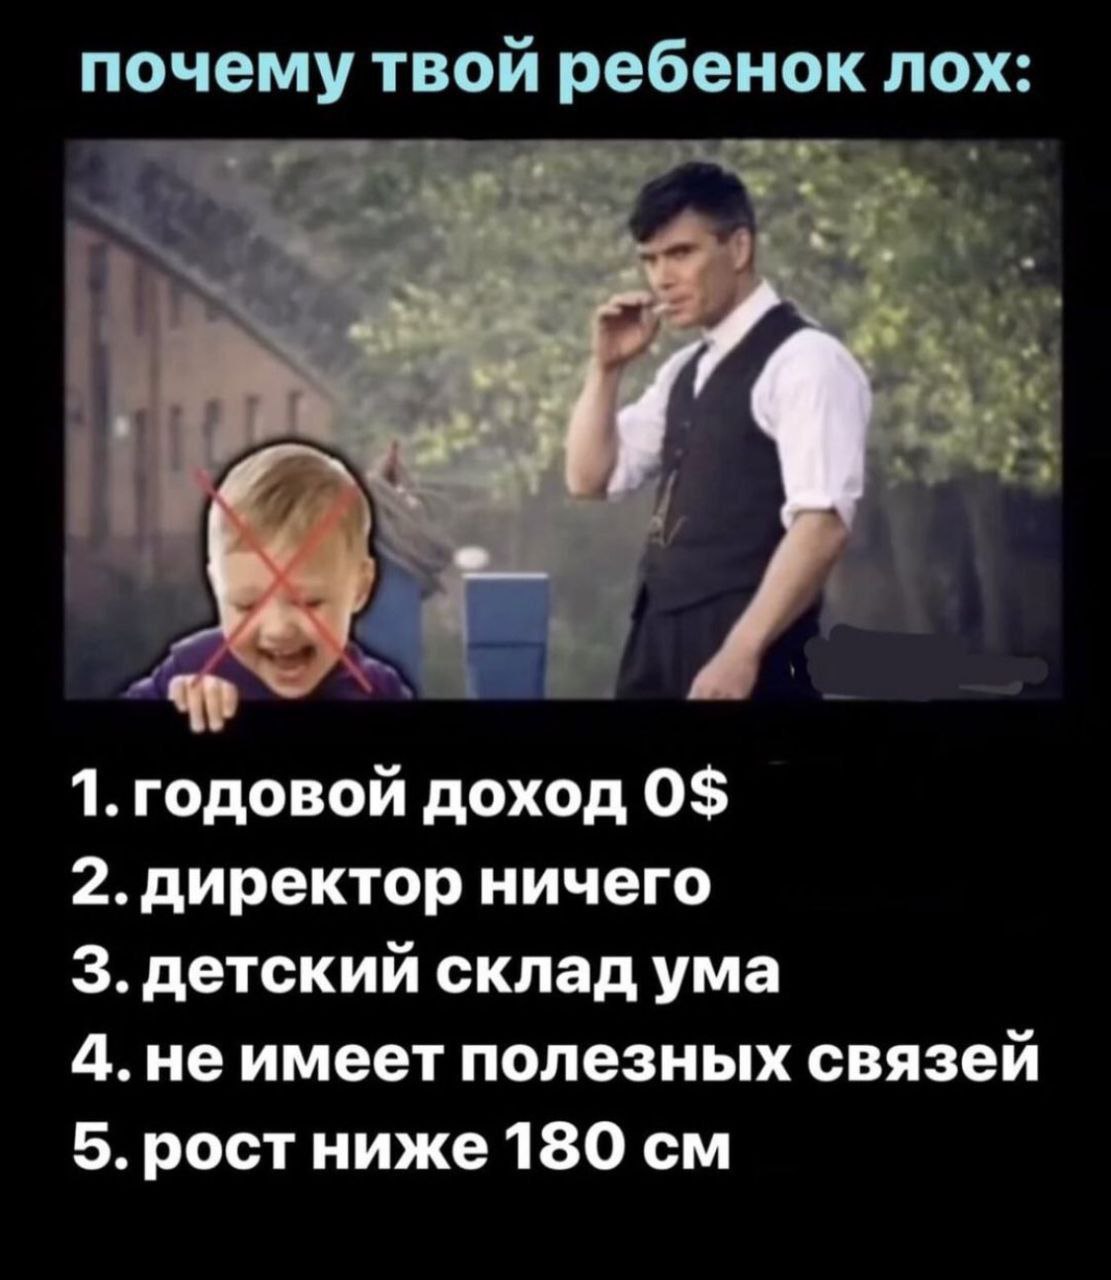 почему твой ребенок лох:
1. годовой доход 0$
2. директор ничего
3. детский склад ума
4. не имеет полезных связей
5. рост ниже 180 см